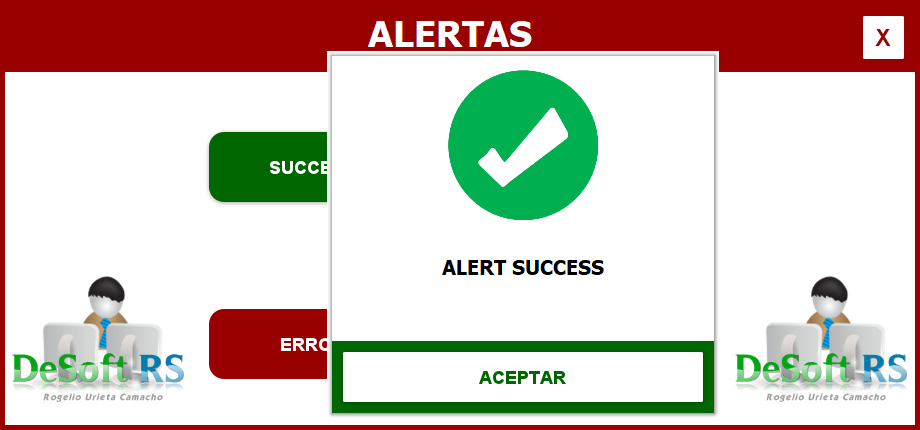 ALERTAS
X
SUCCE
ALERT SUCCESS
ERRO
ACEPTAR
DeSoft RS
Rogelio Urieta Camacho
DeSoft RS
Rogelio Urieta Camacho